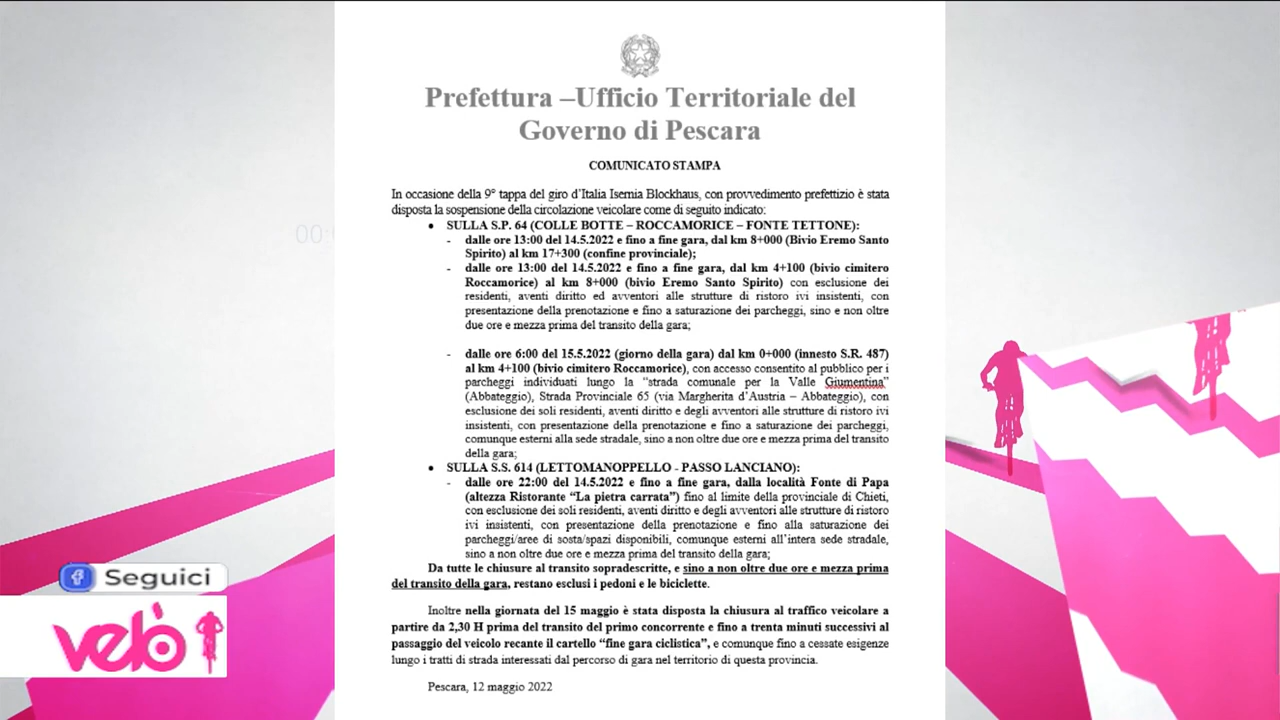 Prefettura –Ufficio Territoriale del
Governo di Pescara
COMUNICATO STAMPA
In occasione della 9° tappa del giro d'Italia Isernia Blockhaus, con provvedimento prefettizio è stata
disposta la sospensione della circolazione veicolare come di seguito indicato:
• SULLA S.P. 64 (COLLE BOTTE – ROCCAMORICE – FONTE TETTONE):
- dalle ore 13:00 del 14.5.2022 e fino a fine gara, dal km 8+000 (Bivio Eremo Santo
Spirito) al km 17+300 (confine provinciale);
- dalle ore 13:00 del 14.5.2022 e fino a fine gara, dal km 4+100 (bivio cimitero
Roccamorice) al km 8+000 (bivio Eremo Santo Spirito) con esclusione dei
residenti, aventi diritto ed avventori alle strutture di ristoro ivi insistenti, con
presentazione della prenotazione e fino a saturazione dei parcheggi, sino e non oltre
due ore e mezza prima del transito della gara;
- dalle ore 6:00 del 15.5.2022 (giorno della gara) dal km 0+000 (innesto S.R. 487)
al km 4+100 (bivio cimitero Roccamorice), con accesso consentito al pubblico per i
parcheggi individuati lungo la “strada comunale per la Valle Giumentina”
(Abbateggio), Strada Provinciale 65 (via Margherita d'Austria – Abbateggio), con
esclusione dei soli residenti, aventi diritto e degli avventori alle strutture di ristoro ivi
insistenti, con presentazione della prenotazione e fino a saturazione dei parcheggi,
comunque esterni alla sede stradale, sino a non oltre due ore e mezza prima del transito
della gara;
• SULLA S.S. 614 (LETTOMANOPPELLO - PASSO LANCIANO):
- dalle ore 22:00 del 14.5.2022 e fino a fine gara, dalla località Fonte di Papa
(altezza Ristorante “La pietra carrata”) fino al limite della provinciale di Chieti,
con esclusione dei soli residenti, aventi diritto e degli avventori alle strutture di ristoro
ivi insistenti, con presentazione della prenotazione e fino alla saturazione dei
parcheggi/aree di sosta/spazi disponibili, comunque esterni all'intera sede stradale,
sino a non oltre due ore e mezza prima del transito della gara;
Da tutte le chiusure al transito sopradescritte, e sino a non oltre due ore e mezza prima
del transito della gara, restano esclusi i pedoni e le biciclette.
Inoltre nella giornata del 15 maggio è stata disposta la chiusura al traffico veicolare a
partire da 2,30 H prima del transito del primo concorrente e fino a trenta minuti successivi al
passaggio del veicolo recante il cartello “fine gara ciclistica”, e comunque fino a cessate esigenze
lungo i tratti di strada interessati dal percorso di gara nel territorio di questa provincia.
Pescara, 12 maggio 2022
Seguici
velò